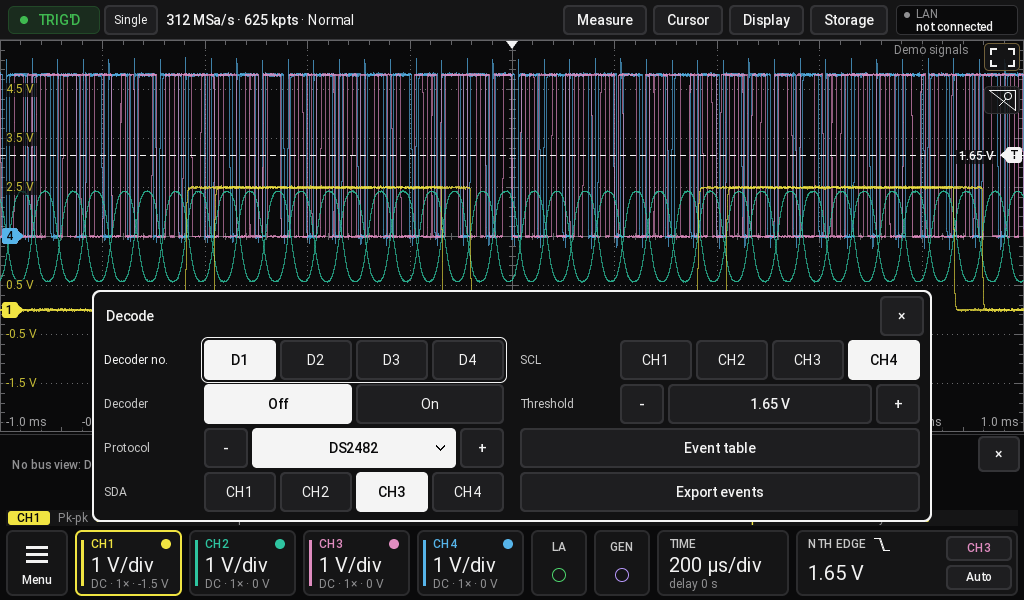 TRIG'D
Single
312 MSa/s · 625 kpts · Normal
Measure
Cursor
Display
Storage
LAN
not connected
Demo signals
4.5 V
3.5 V
1.65 V
T
2.5 V
4
0.5 V
1
-0.5 V
-1.5 V
-1.0 ms
1.0 ms
Decode
×
Decoder no.
D1
D2
D3
D4
SCL
CH1
CH2
CH3
CH4
Decoder
Off
On
Threshold
-
1.65 V
+
Protocol
-
DS2482
+
Event table
SDA
CH1
CH2
CH3
CH4
Export events
No bus view: D
×
CH1
Pk-pk
Menu
CH1
1 V/div
DC · 1× · -1.5 V
CH2
1 V/div
DC · 1× · 0 V
CH3
1 V/div
DC · 1× · 0 V
CH4
1 V/div
DC · 1× · 0 V
LA
GEN
TIME
200 µs/div
delay 0 s
NTH EDGE
1.65 V
CH3
Auto